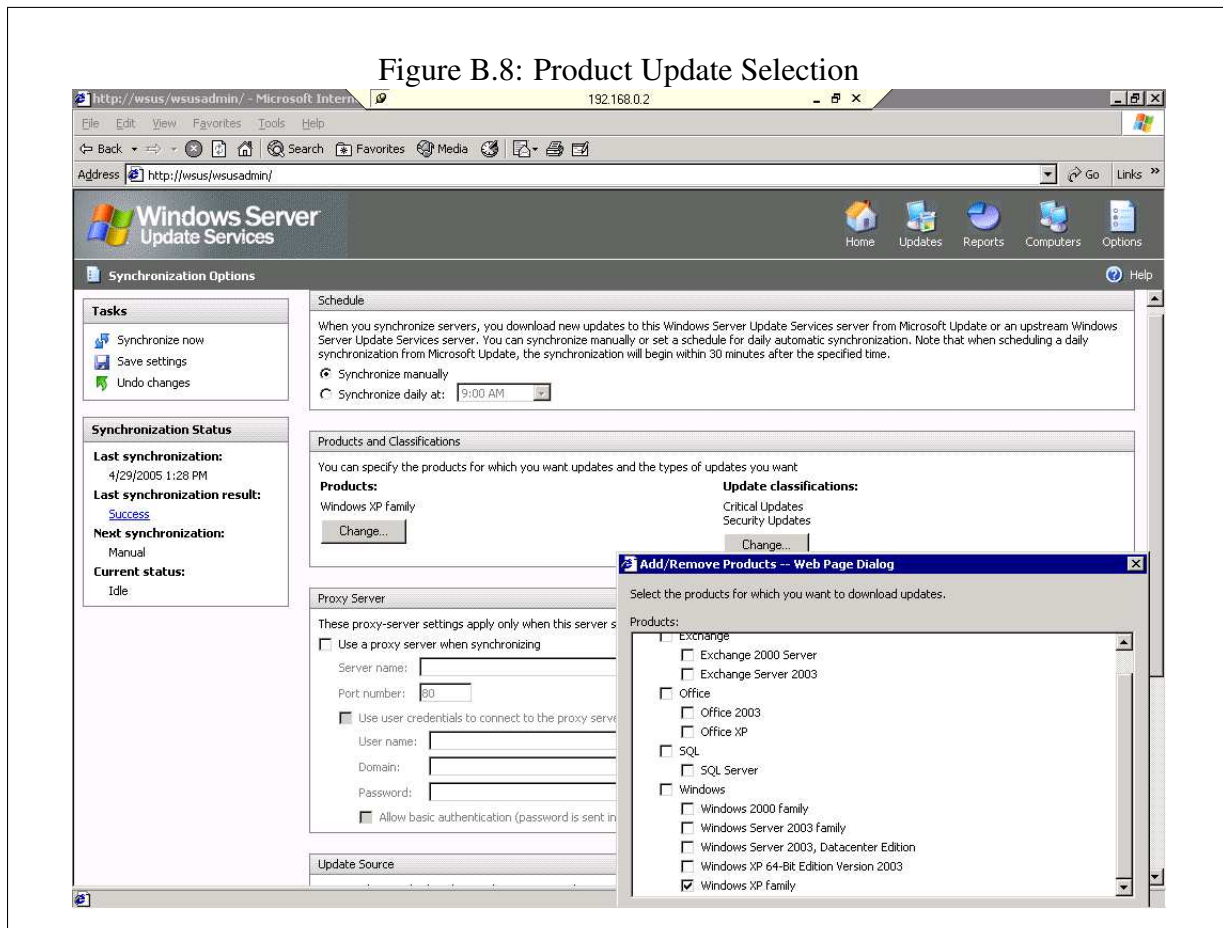 Figure B.8: Product Update Selection
http://wsus/wsusadmin/ - Microsoft Intern
192.168.0.2
File Edit View Favorites Tools Help
Back Search Favorites Media
Address http://wsus/wsusadmin/ Go Links »
Windows Server
Update Services
Home Updates Reports Computers Options
Synchronization Options
Help
Tasks
Synchronize now
Save settings
Undo changes
Synchronization Status
Last synchronization:
4/29/2005 1:28 PM
Last synchronization result:
Success
Next synchronization:
Manual
Current status:
Idle
Schedule
When you synchronize servers, you download new updates to this Windows Server Update Services server from Microsoft Update or an upstream Windows
Server Update Services server. You can synchronize manually or set a schedule for daily automatic synchronization. Note that when scheduling a daily
synchronization from Microsoft Update, the synchronization will begin within 30 minutes after the specified time.
Synchronize manually
Synchronize daily at: 9:00 AM
Products and Classifications
You can specify the products for which you want updates and the types of updates you want
Products:
Windows XP family
Change...
Update classifications:
Critical Updates
Security Updates
Change...
Proxy Server
These proxy-server settings apply only when this server s
Use a proxy server when synchronizing
Server name:
Port number: 80
Use user credentials to connect to the proxy serve
User name:
Domain:
Password:
Allow basic authentication (password is sent in
Update Source
Add/Remove Products -- Web Page Dialog
Select the products for which you want to download updates.
Products:
Exchange
Exchange 2000 Server
Exchange Server 2003
Office
Office 2003
Office XP
SQL
SQL Server
Windows
Windows 2000 family
Windows Server 2003 family
Windows Server 2003, Datacenter Edition
Windows XP 64-Bit Edition Version 2003
Windows XP family